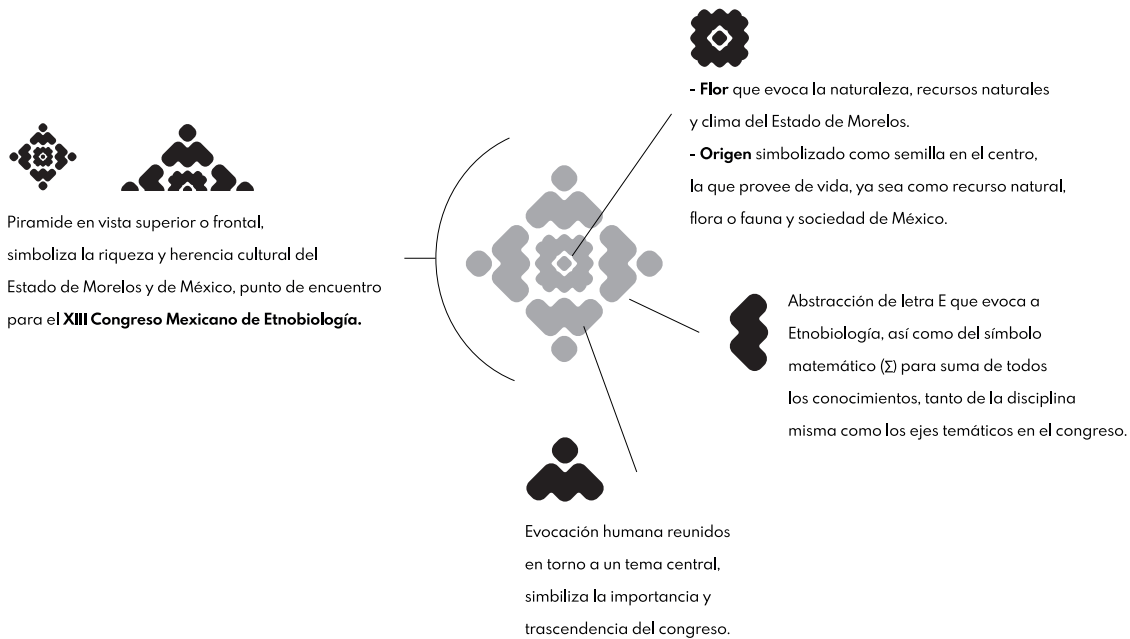 - Flor que evoca la naturaleza, recursos naturales
y clima del Estado de Morelos.
- Origen simbolizado como semilla en el centro,
la que provee de vida, ya sea como recurso natural,
flora o fauna y sociedad de México.
Piramide en vista superior o frontal,
simboliza la riqueza y herencia cultural del
Estado de Morelos y de México, punto de encuentro
para el XIII Congreso Mexicano de Etnobiología.
Abstracción de letra E que evoca a
Etnobiología, así como del símbolo
matemático (Σ) para suma de todos
los conocimientos, tanto de la disciplina
misma como los ejes temáticos en el congreso.
Evocación humana reunidos
en torno a un tema central,
simbiliza la importancia y
trascendencia del congreso.